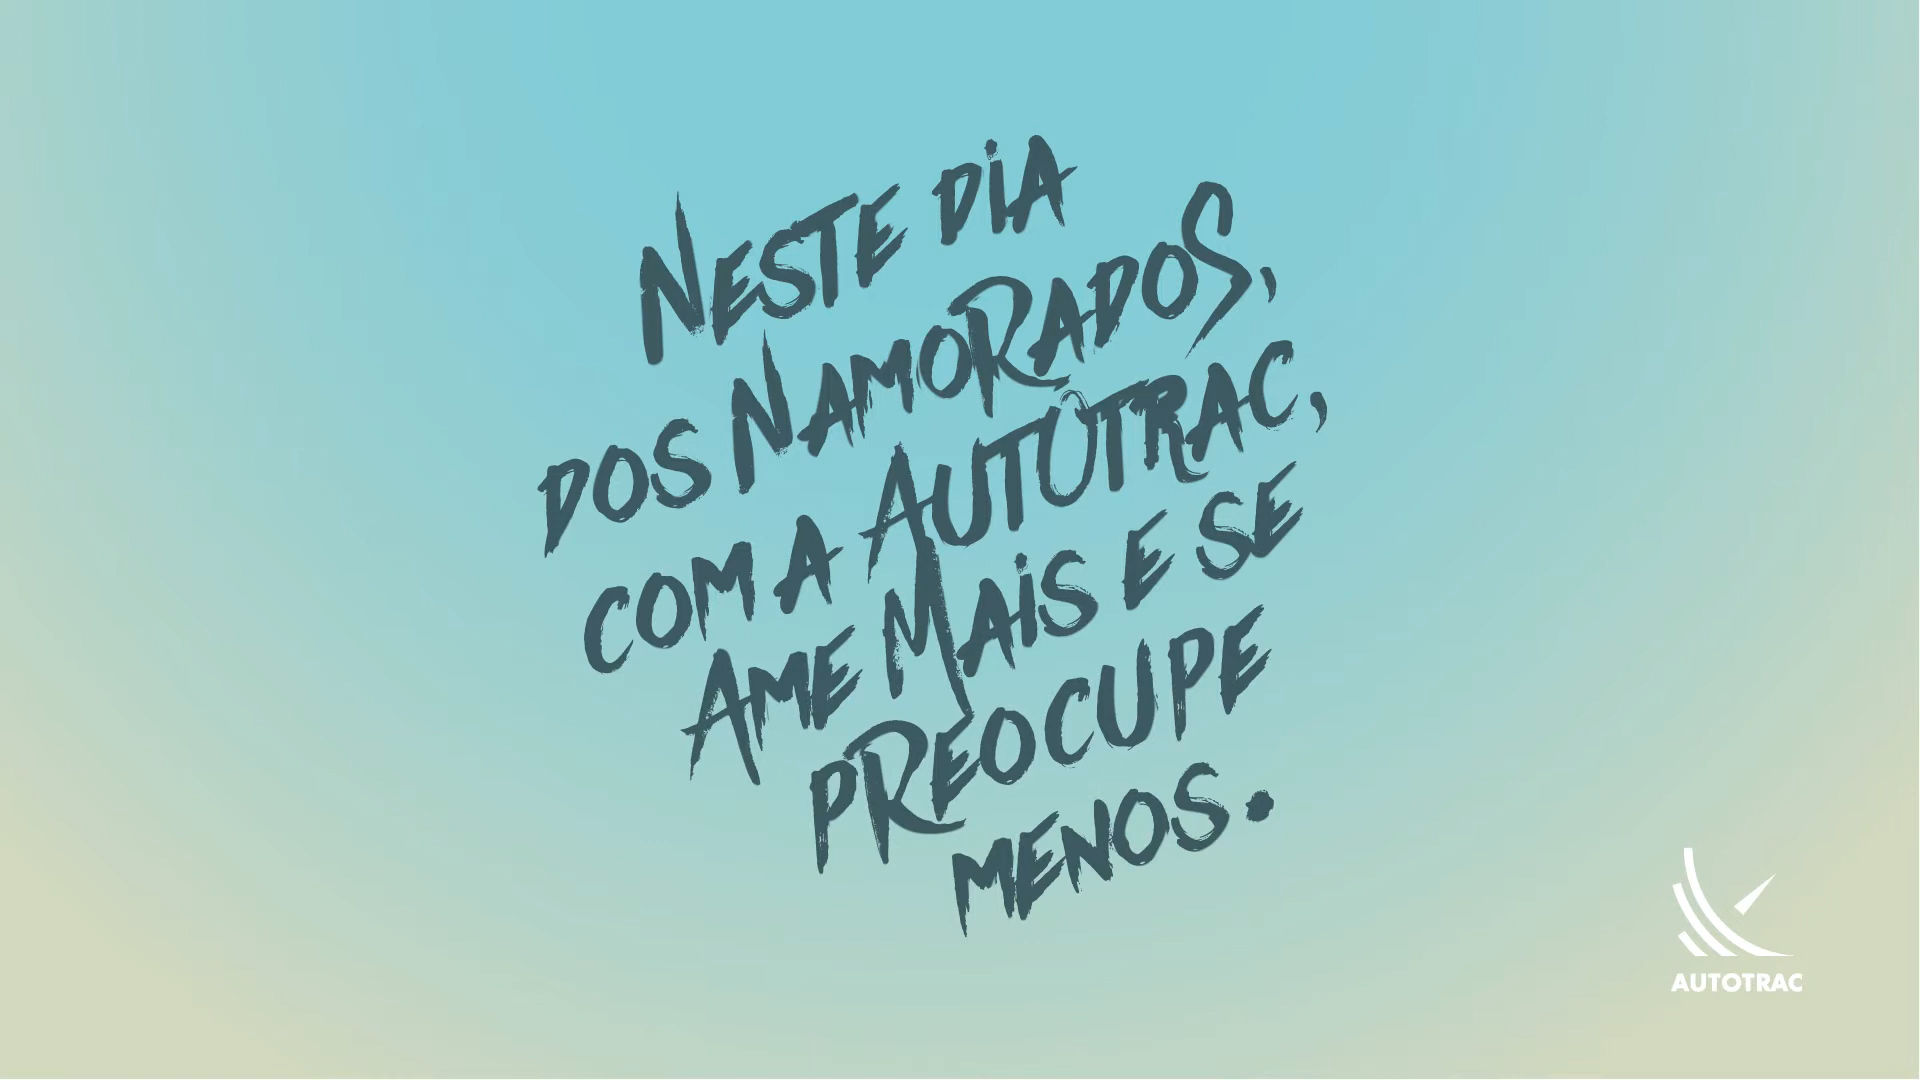 NESTE DIA
DOS NAMORADOS,
COM A AUTOTRAC,
AME MAIS E SE
PREOCUPE
MENOS.
AUTOTRAC